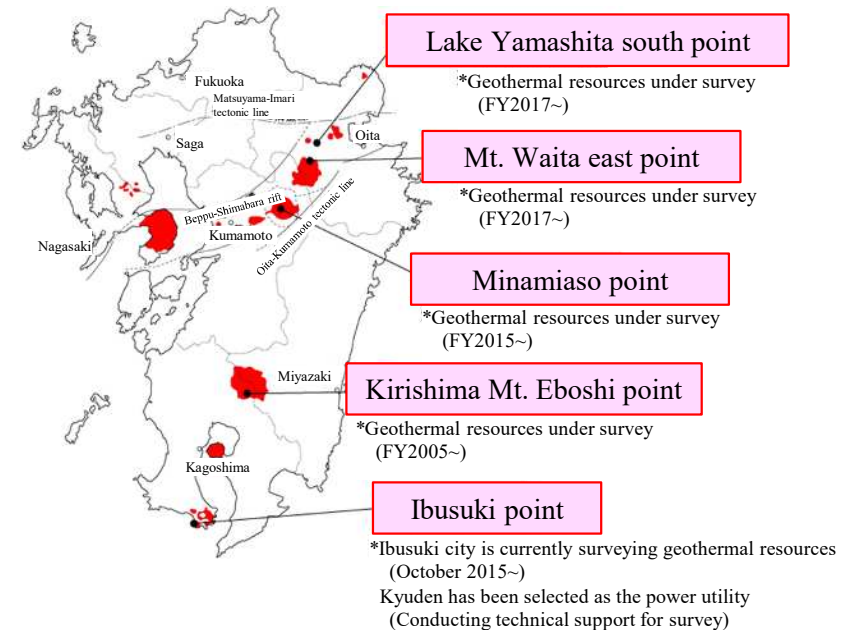 Lake Yamashita south point
*Geothermal resources under survey
(FY2017~)
Fukuoka
Matsuyama-Imari
tectonic line
Saga
Oita
Mt. Waita east point
*Geothermal resources under survey
(FY2017~)
Beppu-Shimabara rift
Nagasaki
Kumamoto
Oita-Kumamoto tectonic line
Minamiaso point
*Geothermal resources under survey
(FY2015~)
Miyazaki
Kirishima Mt. Eboshi point
*Geothermal resources under survey
(FY2005~)
Kagoshima
Ibusuki point
*Ibusuki city is currently surveying geothermal resources
(October 2015~)
Kyuden has been selected as the power utility
(Conducting technical support for survey)